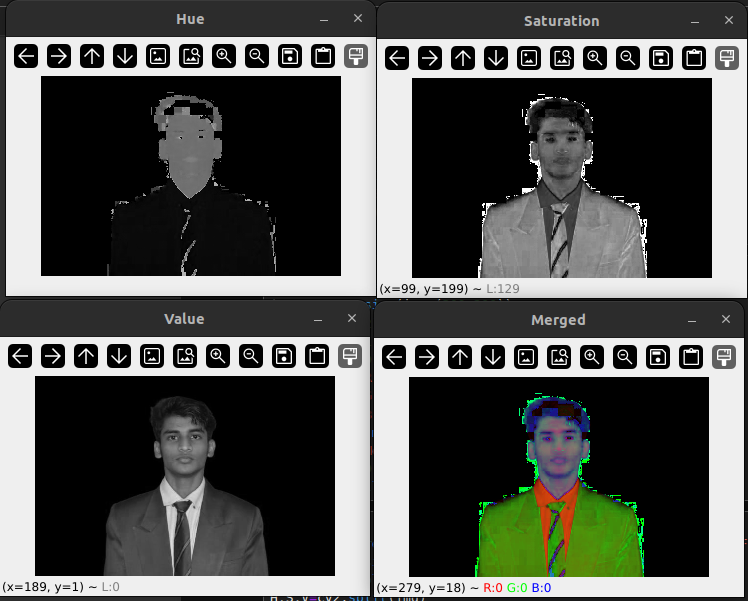 Hue
Saturation
(x=99, y=199) ~ L:129
Value
Merged
(x=189, y=1) ~ L:0
(x=279, y=18) ~ R:0 G:0 B:0